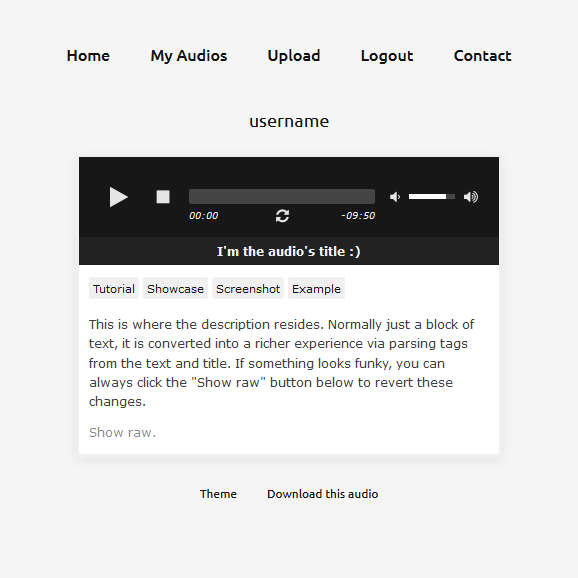 Home My Audios Upload Logout Contact
username
00:00 -09:50
I'm the audio's title :)
Tutorial Showcase Screenshot Example
This is where the description resides. Normally just a block of
text, it is converted into a richer experience via parsing tags
from the text and title. If something looks funky, you can
always click the "Show raw" button below to revert these
changes.
Show raw.
Theme Download this audio